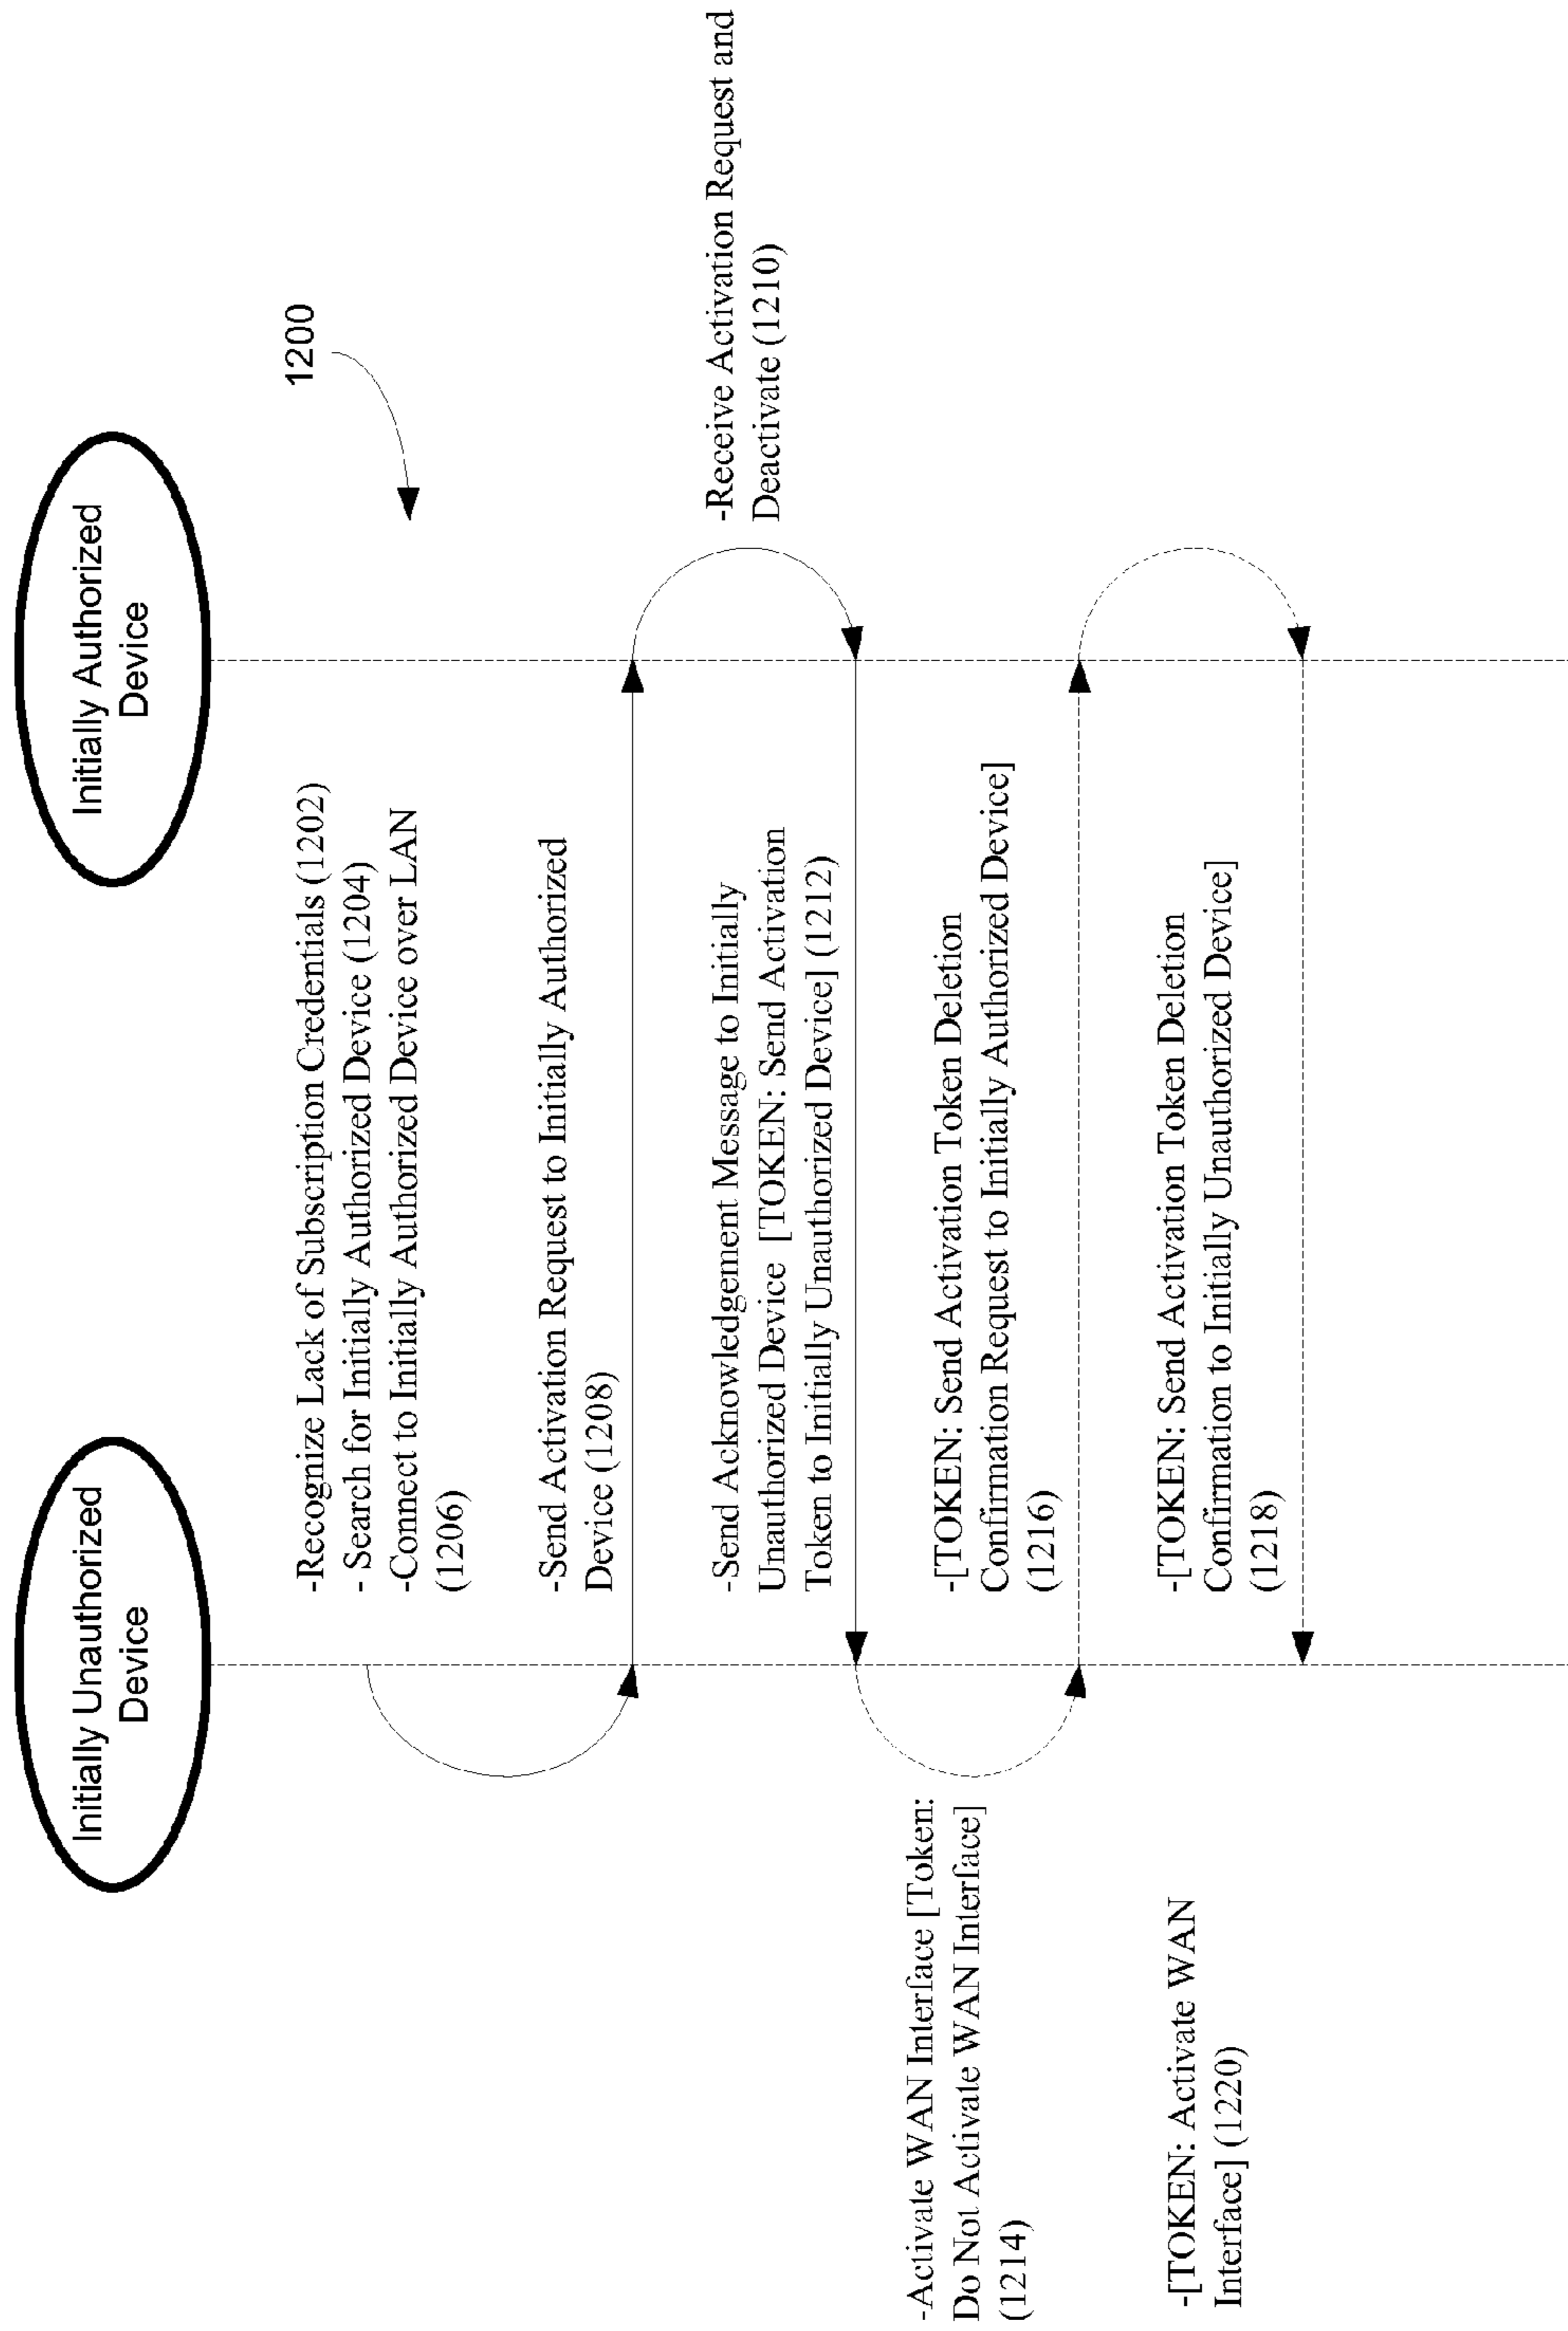 Initially Unauthorized
Device
Initially Authorized
Device
1200
-Recognize Lack of Subscription Credentials (1202)
- Search for Initially Authorized Device (1204)
-Connect to Initially Authorized Device over LAN
(1206)
-Send Activation Request to Initially Authorized
Device (1208)
-Receive Activation Request and
Deactivate (1210)
-Send Acknowledgement Message to Initially
Unauthorized Device [TOKEN: Send Activation
Token to Initially Unauthorized Device] (1212)
-Activate WAN Interface [Token:
Do Not Activate WAN Interface]
(1214)
-[TOKEN: Send Activation Token Deletion
Confirmation Request to Initially Authorized Device]
(1216)
-[TOKEN: Send Activation Token Deletion
Confirmation to Initially Unauthorized Device]
(1218)
-[TOKEN: Activate WAN
Interface] (1220)